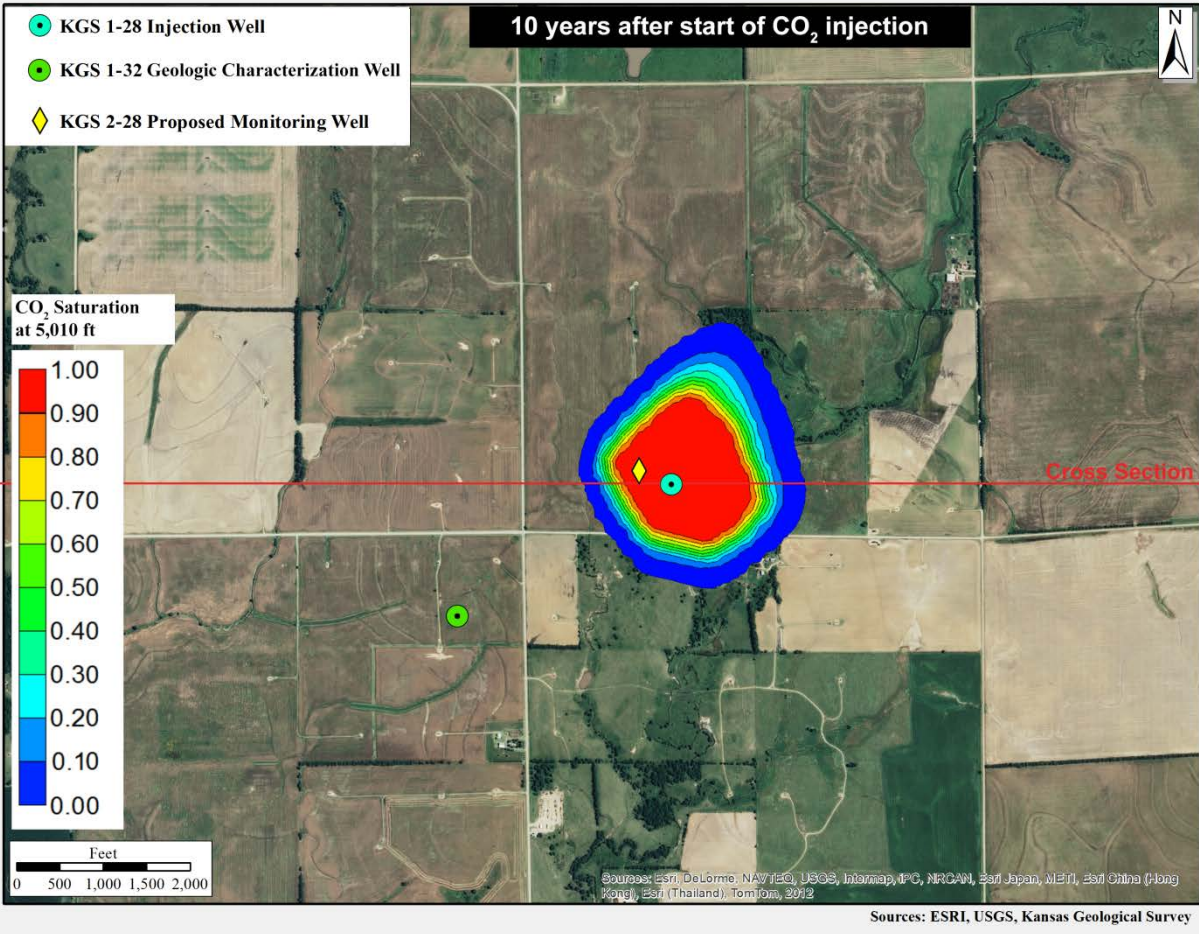 KGS 1-28 Injection Well
KGS 1-32 Geologic Characterization Well
KGS 2-28 Proposed Monitoring Well
10 years after start of CO₂ injection
N
CO₂ Saturation
at 5,010 ft
1.00
0.90
0.80
0.70
0.60
0.50
0.40
0.30
0.20
0.10
0.00
Cross Section
Feet
0 500 1,000 1,500 2,000
Sources: Esri, DeLorme, NAVTEQ, USGS, Intermap, iPC, NRCAN, Esri Japan, METI, Esri China (Hong
Kong), Esri (Thailand), TomTom, 2012
Sources: ESRI, USGS, Kansas Geological Survey